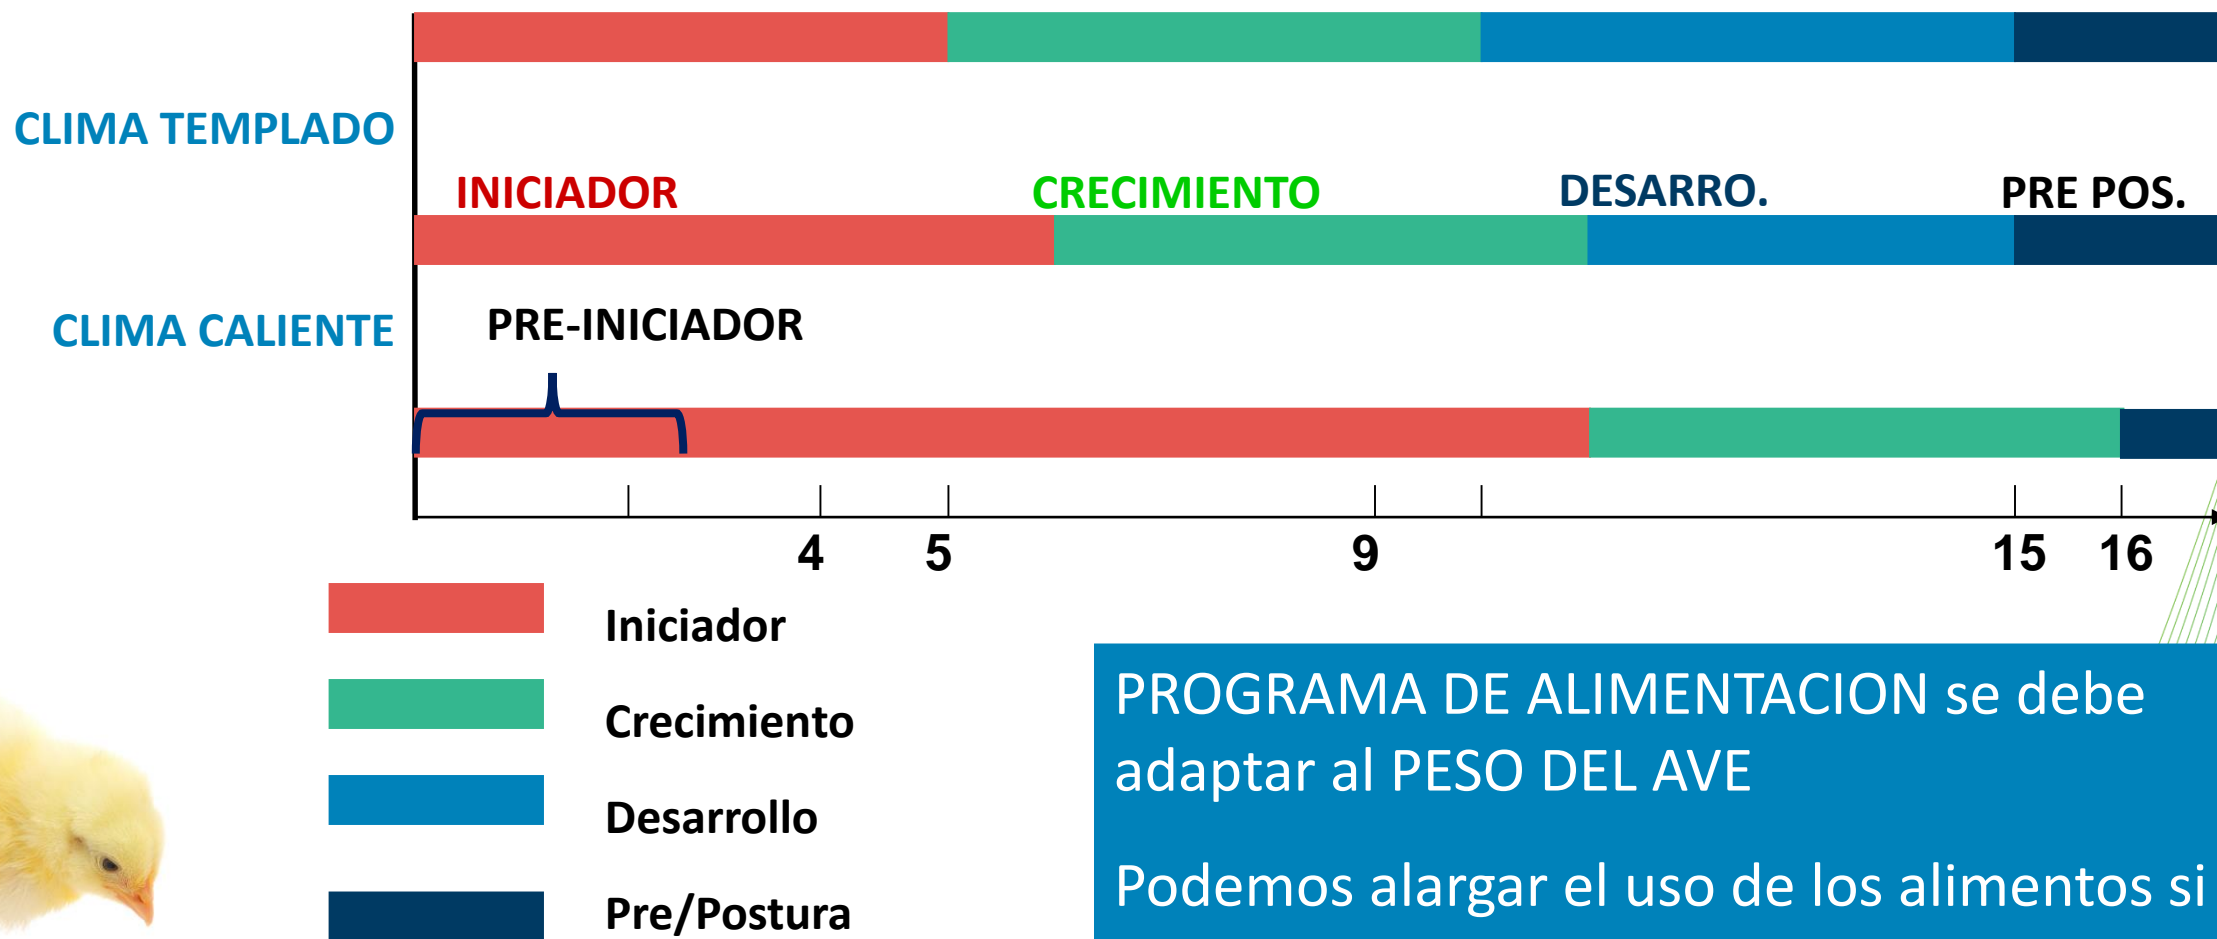 CLIMA TEMPLADO
INICIADOR CRECIMIENTO DESARRO. PRE POS.
CLIMA CALIENTE
PRE-INICIADOR
4 5 9 15 16
Iniciador
Crecimiento
Desarrollo
Pre/Postura
PROGRAMA DE ALIMENTACION se debe
adaptar al PESO DEL AVE
Podemos alargar el uso de los alimentos si